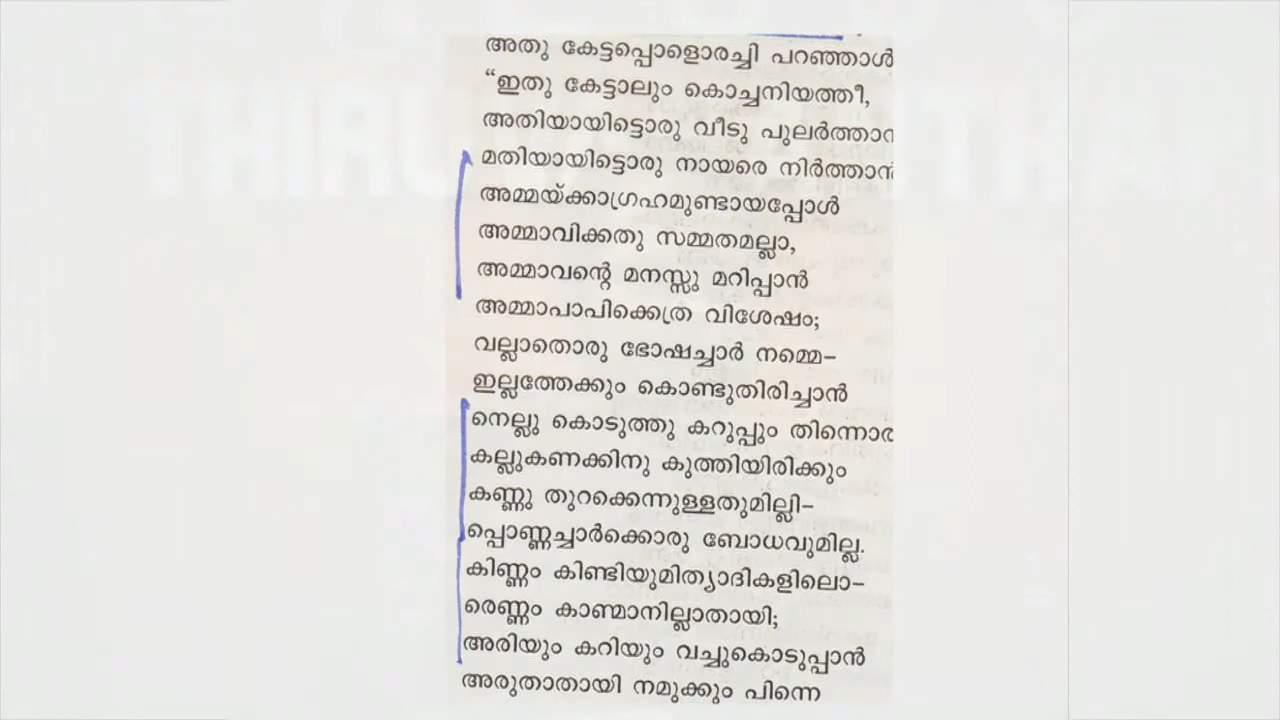 THIRU THA
അതു കേട്ടപ്പൊളൊരച്ചി പറഞ്ഞാൾ
“ഇതു കേട്ടാലും കൊച്ചനിയത്തീ,
അതിയായിട്ടൊരു വീടു പുലർത്താൻ
മതിയായിട്ടൊരു നായരെ നിർത്താൻ
അമ്മയ്ക്കാഗ്രഹമുണ്ടായപ്പോൾ
അമ്മാവിക്കതു സമ്മതമല്ലാ,
അമ്മാവന്റെ മനസ്സു മറിപ്പാൻ
അമ്മാപാപിക്കെത്ര വിശേഷം;
വല്ലാതൊരു ഭോഷച്ചാർ നമ്മെ–
ഇല്ലത്തേക്കും കൊണ്ടുതിരിച്ചാൻ
നെല്ലു കൊടുത്തു കറുപ്പും
കല്ലുകണക്കിനു കുത്തിയിരിക്കും
കണ്ണു തുറക്കെന്നുള്ളതുമില്ലി–
പ്പൊണ്ണച്ചാർക്കൊരു ബോധവുമില്ല.
കിണ്ണം കിണ്ടിയുമിത്യാദികളിലൊ–
രെണ്ണം കാണ്മാനില്ലാതായി;
അരിയും കറിയും വച്ചുകൊടുപ്പാൻ
അരുതാതായി നമുക്കും പിന്നെ